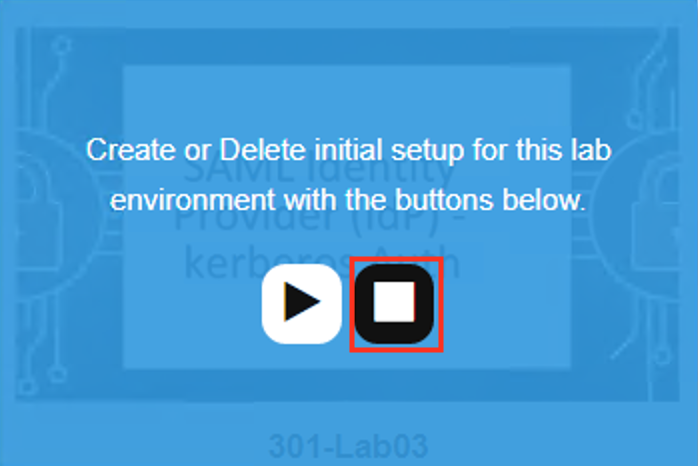 Create or Delete initial setup for this lab
SAML Identity
environment with the buttons below.
Provider (IdP) -
kerberos Auth
301-Lab03